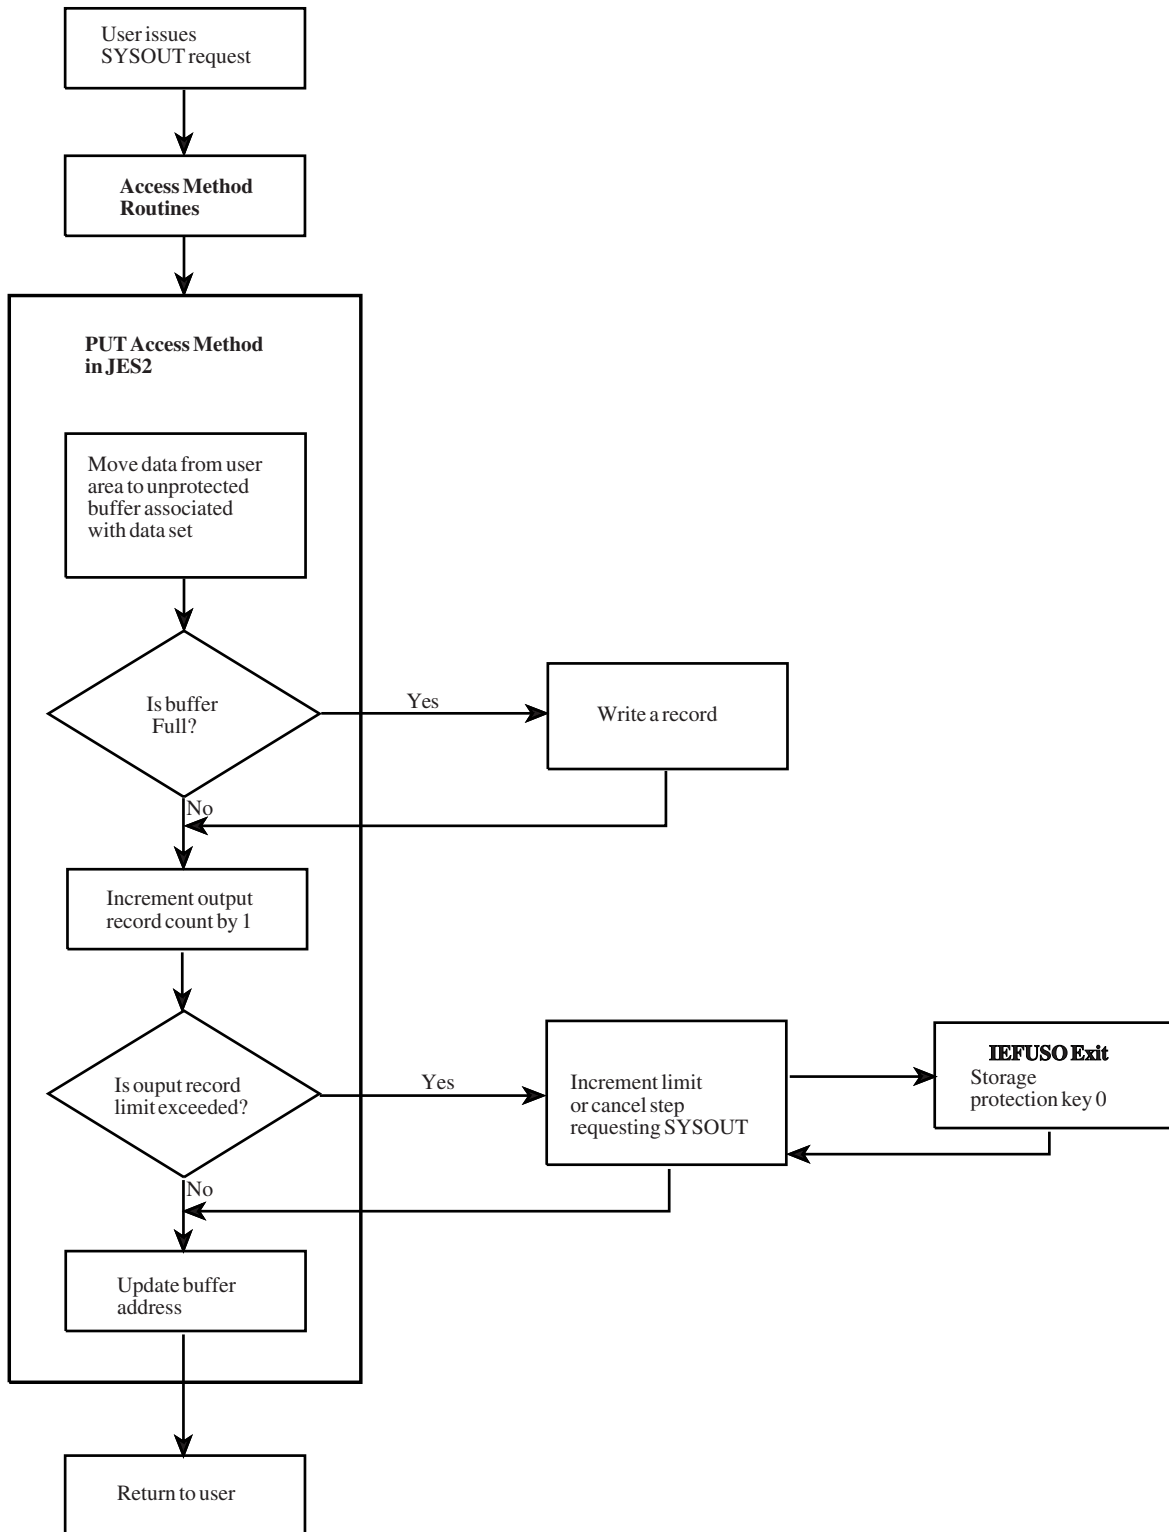 User issues
SYSOUT request
Access Method
Routines
PUT Access Method
in JES2
Move data from user
area to unprotected
buffer associated
with data set
Is buffer
Full?
Yes
Write a record
No
Increment output
record count by 1
Is ouput record
limit exceeded?
Yes
Increment limit
or cancel step
requesting SYSOUT
IEFUSO Exit
Storage
protection key 0
No
Update buffer
address
Return to user